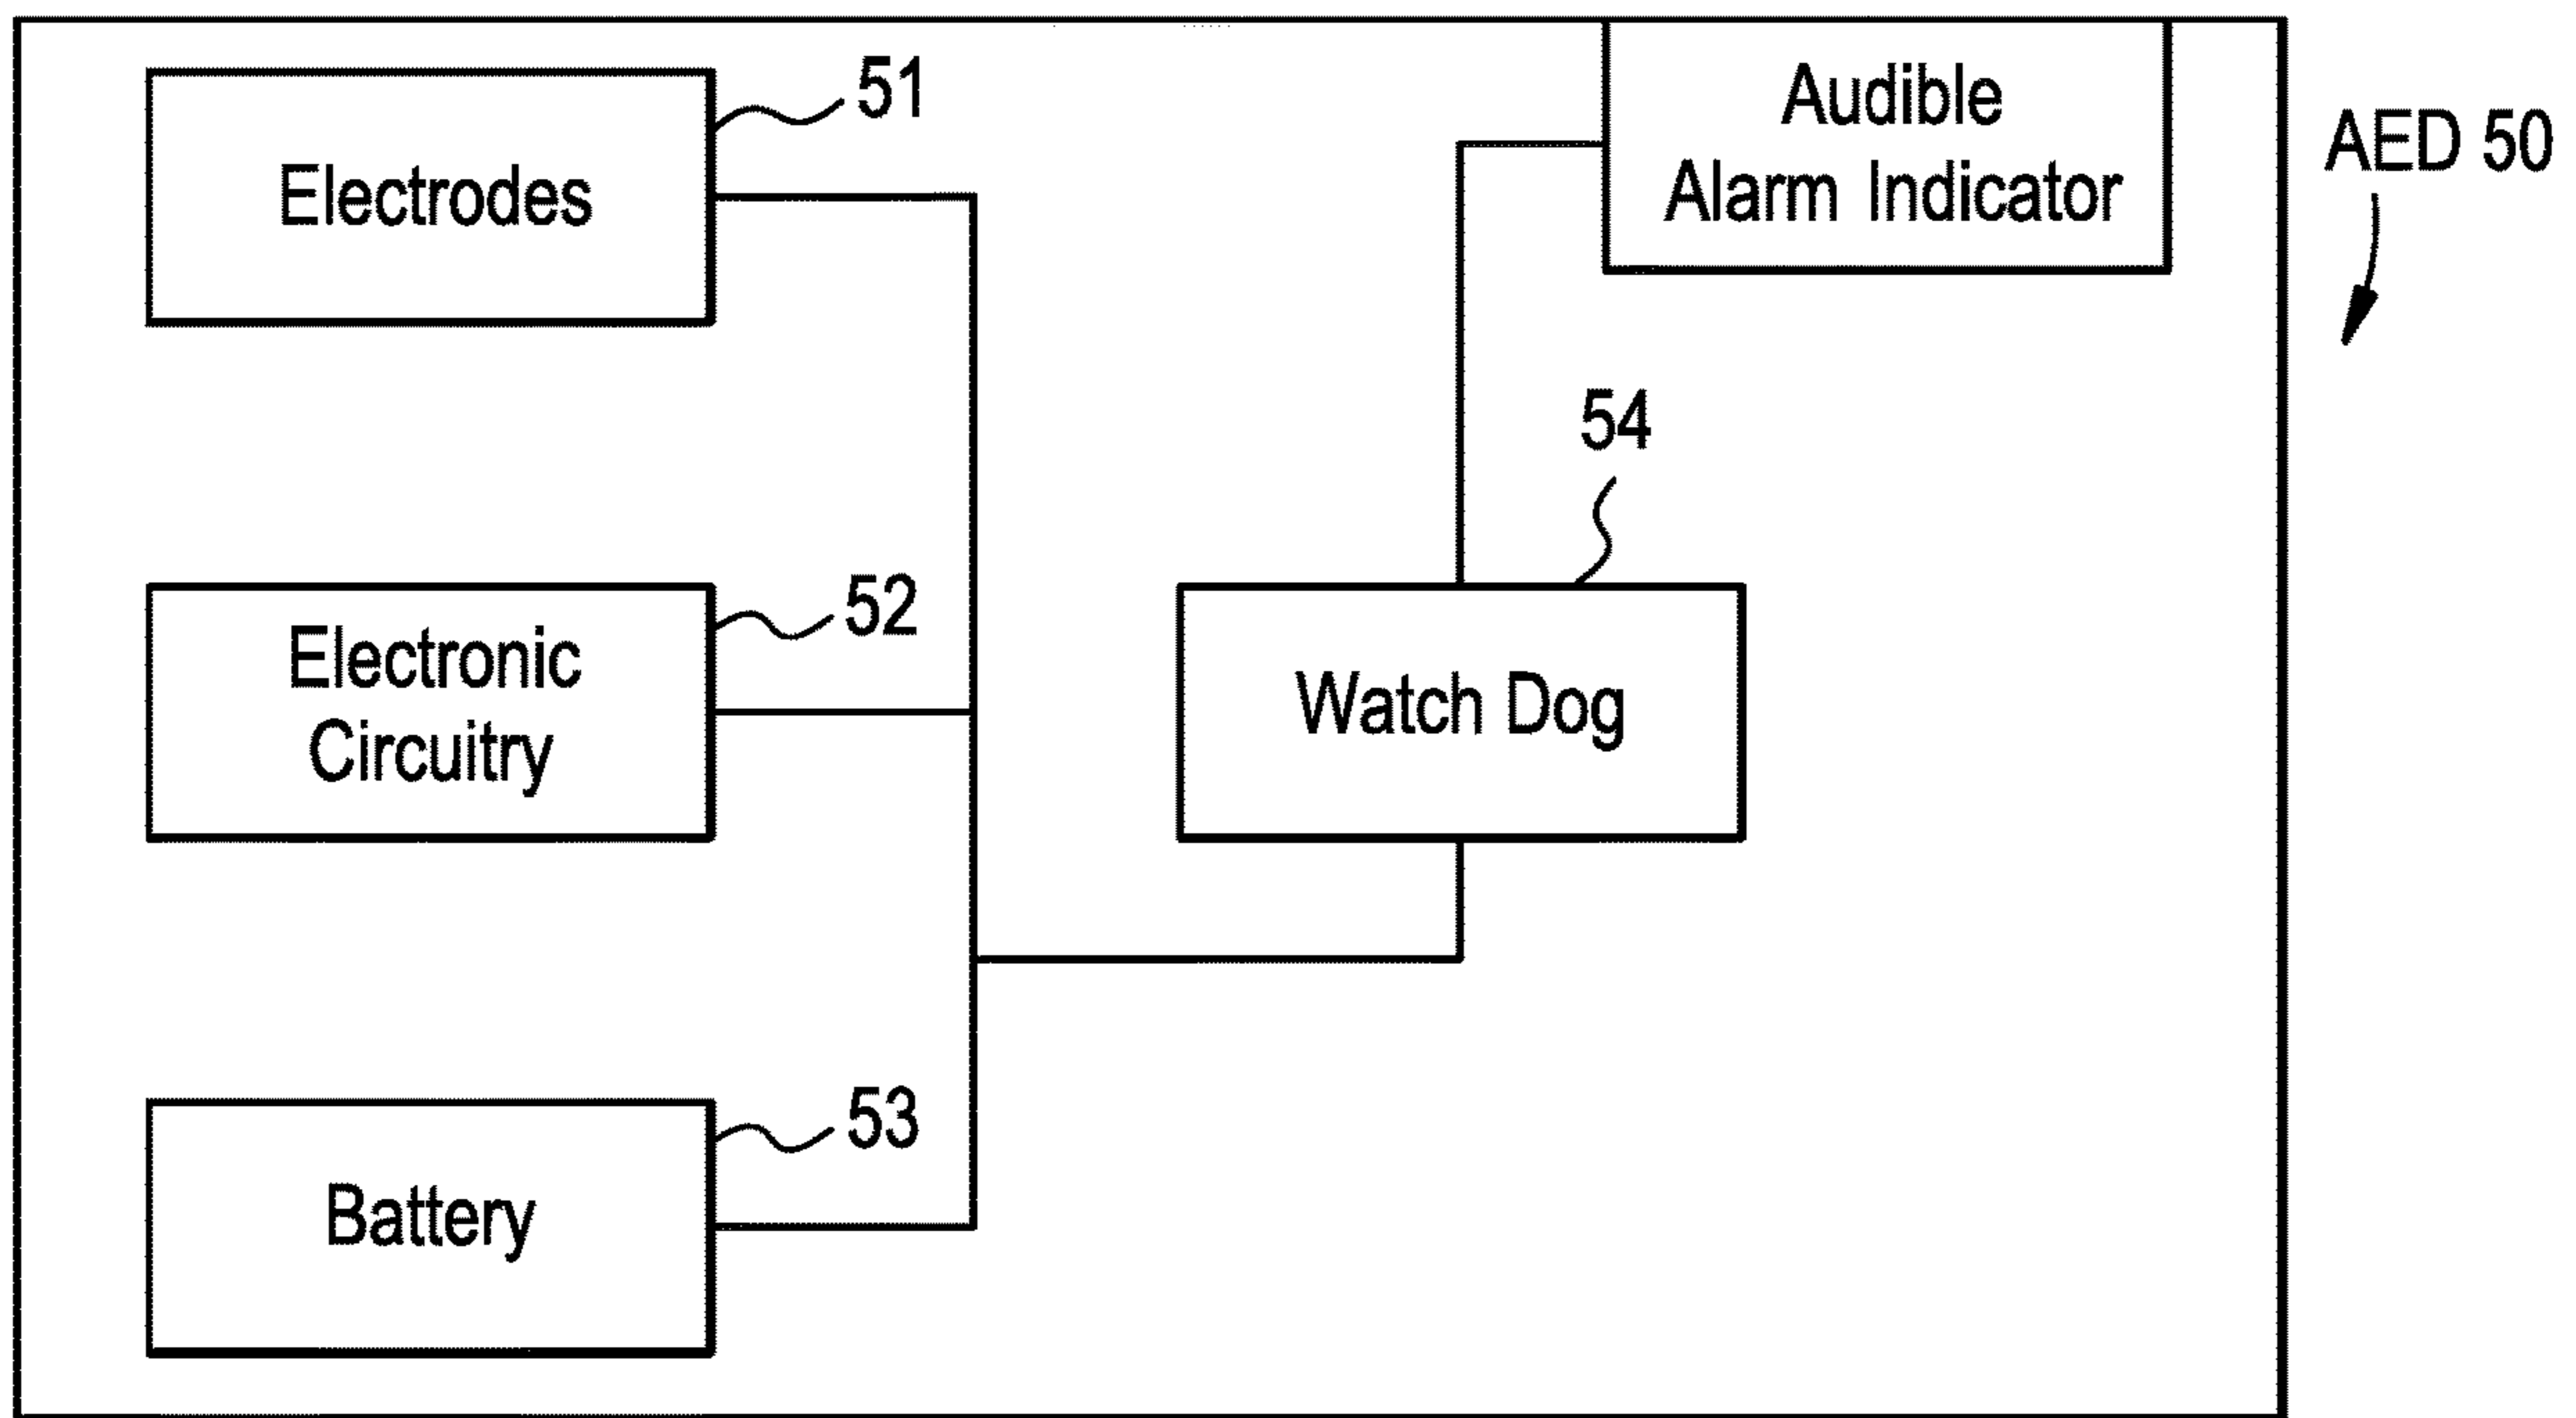 51
Electrodes
Audible
Alarm Indicator
AED 50
54
52
Electronic
Circuitry
Watch Dog
53
Battery